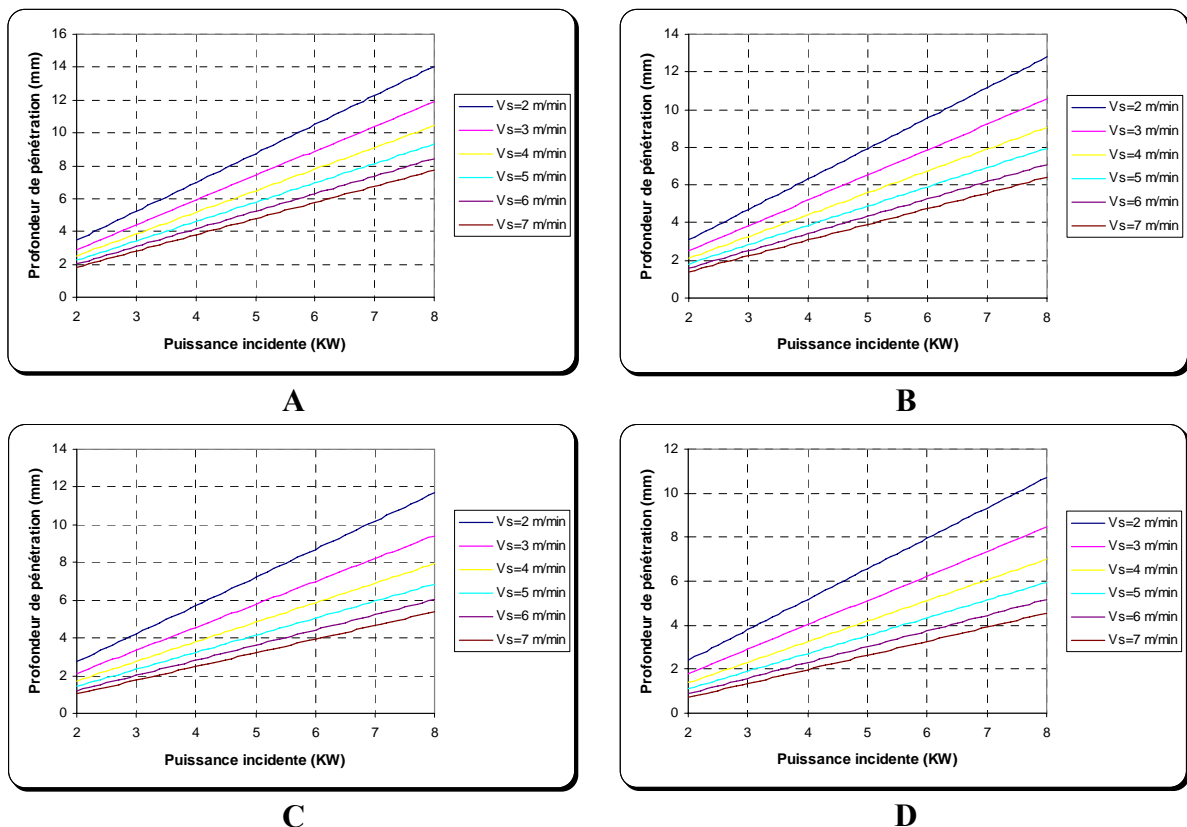 16
14
12
10
8
6
4
2
0
Profondeur de pénétration (mm)
2 3 4 5 6 7 8
Puissance incidente (KW)
Vs=2 m/min
Vs=3 m/min
Vs=4 m/min
Vs=5 m/min
Vs=6 m/min
Vs=7 m/min
A
14
12
10
8
6
4
2
0
Profondeur de pénétration (mm)
2 3 4 5 6 7 8
Puissance incidente (KW)
Vs=2 m/min
Vs=3 m/min
Vs=4 m/min
Vs=5 m/min
Vs=6 m/min
Vs=7 m/min
B
14
12
10
8
6
4
2
0
Profondeur de pénétration (mm)
2 3 4 5 6 7 8
Puissance incidente (KW)
Vs=2 m/min
Vs=3 m/min
Vs=4 m/min
Vs=5 m/min
Vs=6 m/min
Vs=7 m/min
C
12
10
8
6
4
2
0
Profondeur de pénétration (mm)
2 3 4 5 6 7 8
Puissance incidente (KW)
Vs=2 m/min
Vs=3 m/min
Vs=4 m/min
Vs=5 m/min
Vs=6 m/min
Vs=7 m/min
D